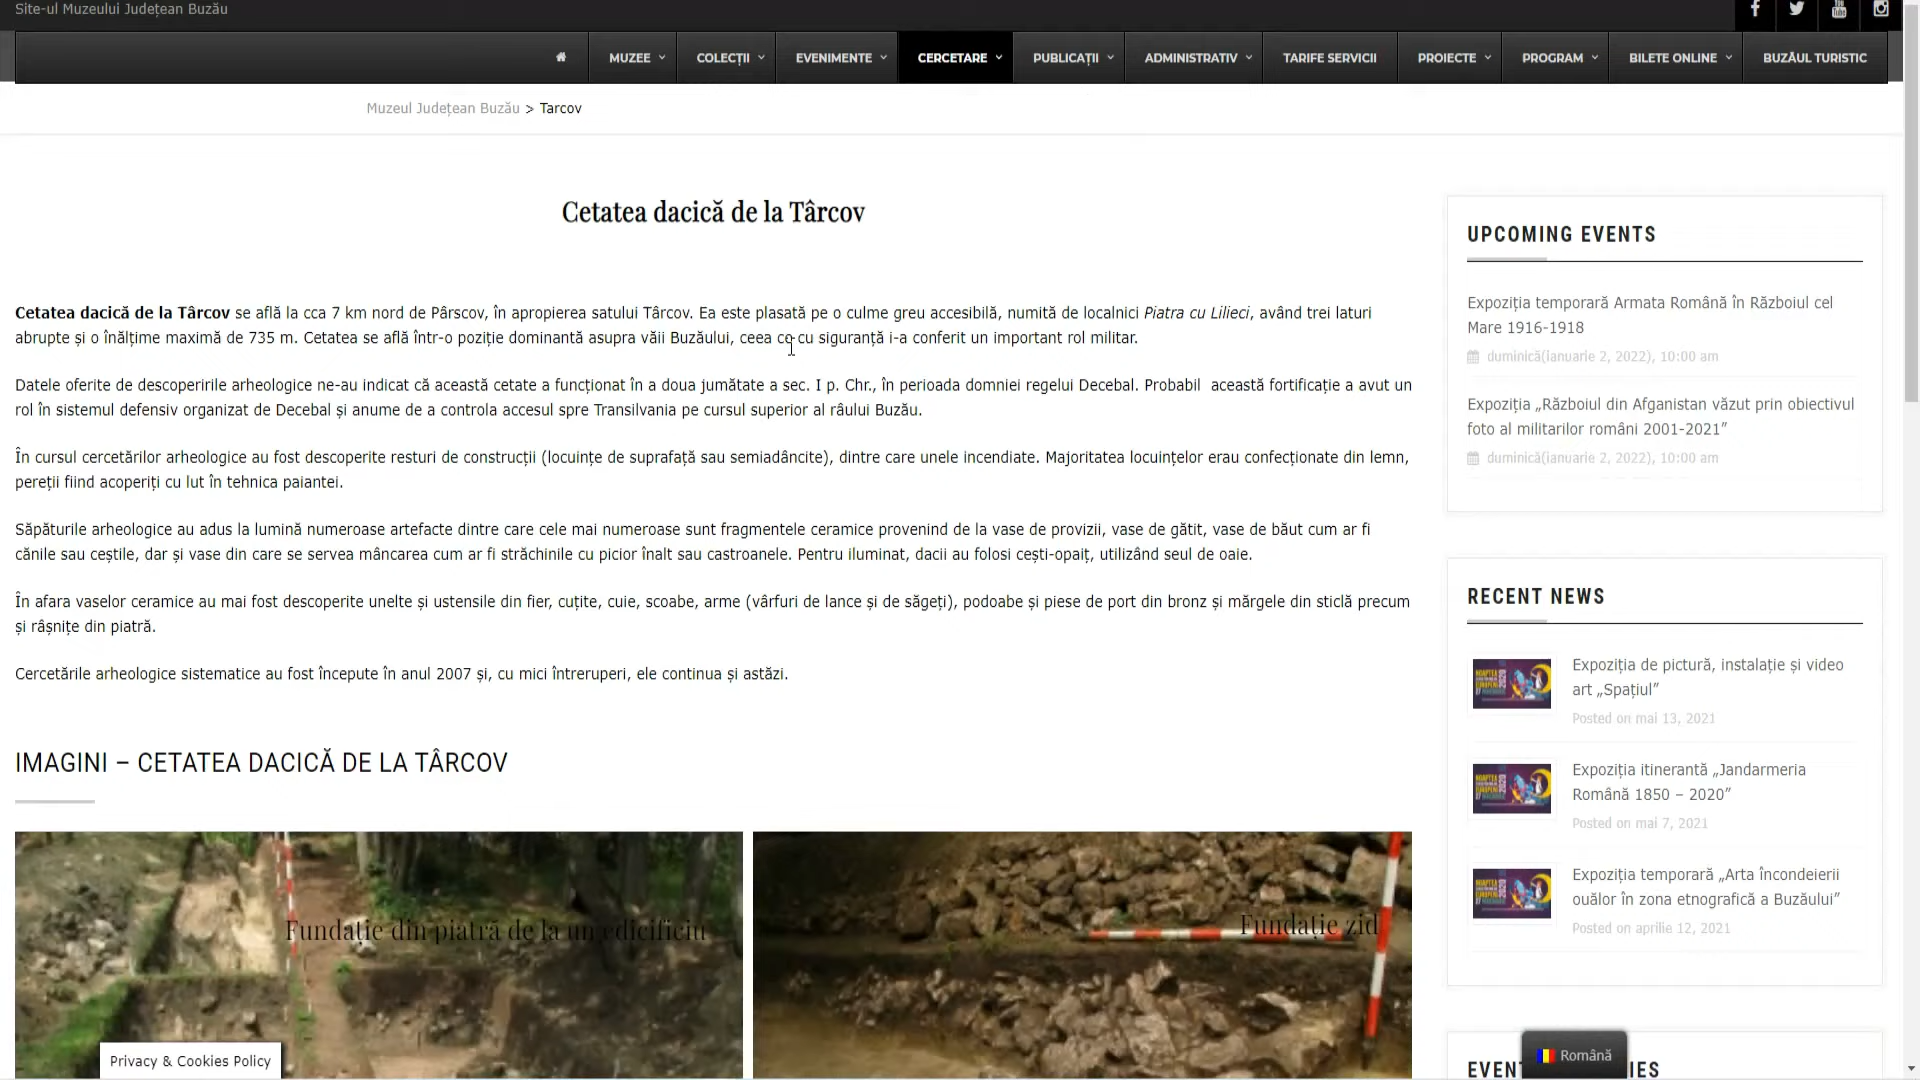 Site-ul Muzeului Județean Buzău
MUZEE
COLECȚII
EVENIMENTE
CERCETARE
PUBLICAȚII
ADMINISTRATIV
TARIFE SERVICII
PROIECTE
PROGRAM
BILETE ONLINE
BUZĂUL TURISTIC
Muzeul Județean Buzău > Tarcov
Cetatea dacică de la Târcov
Cetatea dacică de la Târcov se află la cca 7 km nord de Pârscov, în apropierea satului Târcov. Ea este plasată pe o culme greu accesibilă, numită de localnici Piatra cu Lilieci, având trei laturi
abrupte și o înălțime maximă de 735 m. Cetatea se află într-o poziție dominantă asupra văii Buzăului, ceea ce cu siguranță i-a conferit un important rol militar.
Datele oferite de descoperirile arheologice ne-au indicat că această cetate a funcționat în a doua jumătate a sec. I p. Chr., în perioada domniei regelui Decebal. Probabil această fortificație a avut un
rol în sistemul defensiv organizat de Decebal și anume de a controla accesul spre Transilvania pe cursul superior al râului Buzău.
În cursul cercetărilor arheologice au fost descoperite resturi de construcții (locuințe de suprafață sau semiadâncite), dintre care unele incendiate. Majoritatea locuințelor erau confecționate din lemn,
pereții fiind acoperiți cu lut în tehnica paiantei.
Săpăturile arheologice au adus la lumină numeroase artefacte dintre care cele mai numeroase sunt fragmentele ceramice provenind de la vase de provizii, vase de gătit, vase de băut cum ar fi
cănile sau ceștile, dar și vase din care se servea mâncarea cum ar fi străchinile cu picior înalt sau castroanele. Pentru iluminat, dacii au folosi cești-opaiț, utilizând seul de oaie.
În afara vaselor ceramice au mai fost descoperite unelte și ustensile din fier, cuțite, cuie, scoabe, arme (vârfuri de lance și de săgeți), podoabe și piese de port din bronz și mărgele din sticlă precum
și râșnițe din piatră.
Cercetările arheologice sistematice au fost începute în anul 2007 și, cu mici întreruperi, ele continua și astăzi.
IMAGINI – CETATEA DACICĂ DE LA TÂRCOV
Fundație din piatră de la un edicificiu
Fundație zid
Privacy & Cookies Policy
UPCOMING EVENTS
Expoziția temporară Armata Română în Războiul cel
Mare 1916-1918
duminică(ianuarie 2, 2022), 10:00 am
Expoziția „Războiul din Afganistan văzut prin obiectivul
foto al militarilor români 2001-2021”
duminică(ianuarie 2, 2022), 10:00 am
RECENT NEWS
Expoziția de pictură, instalație și video
art „Spațiul”
Posted on mai 13, 2021
Expoziția itinerantă „Jandarmeria
Română 1850 – 2020”
Posted on mai 7, 2021
Expoziția temporară „Arta încondeierii
ouălor în zona etnografică a Buzăului”
Posted on aprilie 12, 2021
Română